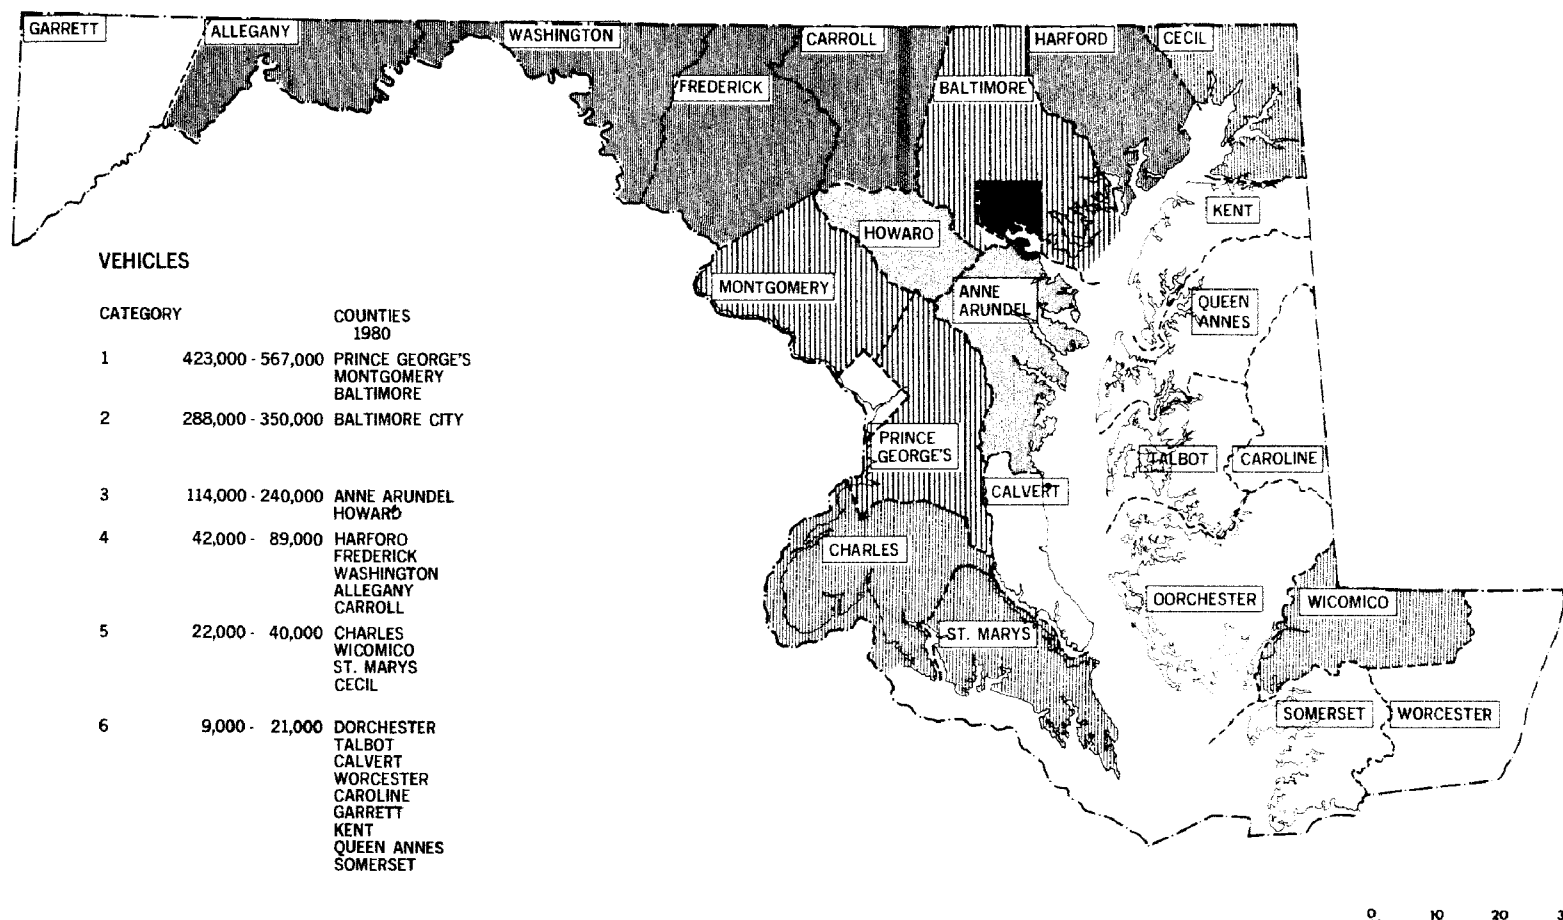 GARRETT
ALLEGANY
WASHINGTON
CARROLL
HARFORD
CECIL
FREDERICK
BALTIMORE
KENT
HOWARO
MONTGOMERY
ANNE
ARUNDEL
QUEEN
ANNES
PRINCE
GEORGE'S
TALBOT
CAROLINE
CALVERT
CHARLES
OORCHESTER
WICOMICO
ST. MARYS
SOMERSET
WORCESTER
VEHICLES
CATEGORY COUNTIES
1980
1 423,000 - 567,000 PRINCE GEORGE'S
MONTGOMERY
BALTIMORE
2 288,000 - 350,000 BALTIMORE CITY
3 114,000 - 240,000 ANNE ARUNDEL
HOWARD
4 42,000 - 89,000 HARFORO
FREDERICK
WASHINGTON
ALLEGANY
CARROLL
5 22,000 - 40,000 CHARLES
WICOMICO
ST. MARYS
CECIL
6 9,000 - 21,000 DORCHESTER
TALBOT
CALVERT
WORCESTER
CAROLINE
GARRETT
KENT
QUEEN ANNES
SOMERSET
0 10 20